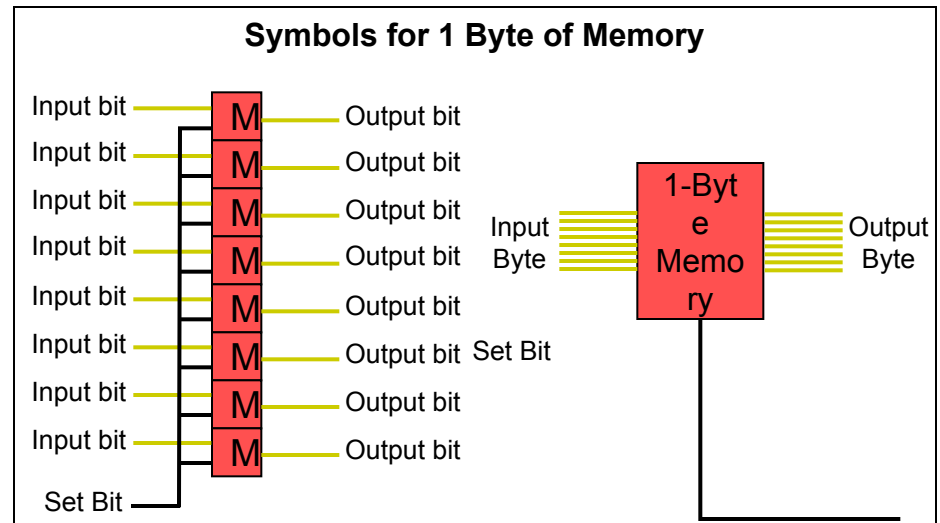 Symbols for 1 Byte of Memory
Input bit
M
Output bit
Input bit
M
Output bit
Input bit
M
Output bit
Input bit
M
Output bit
Input bit
M
Output bit
Input bit
M
Output bit
Input bit
M
Output bit
Input bit
M
Output bit
Set Bit
Input
Byte
1-Byt
e
Memo
ry
Output
Byte
Set Bit